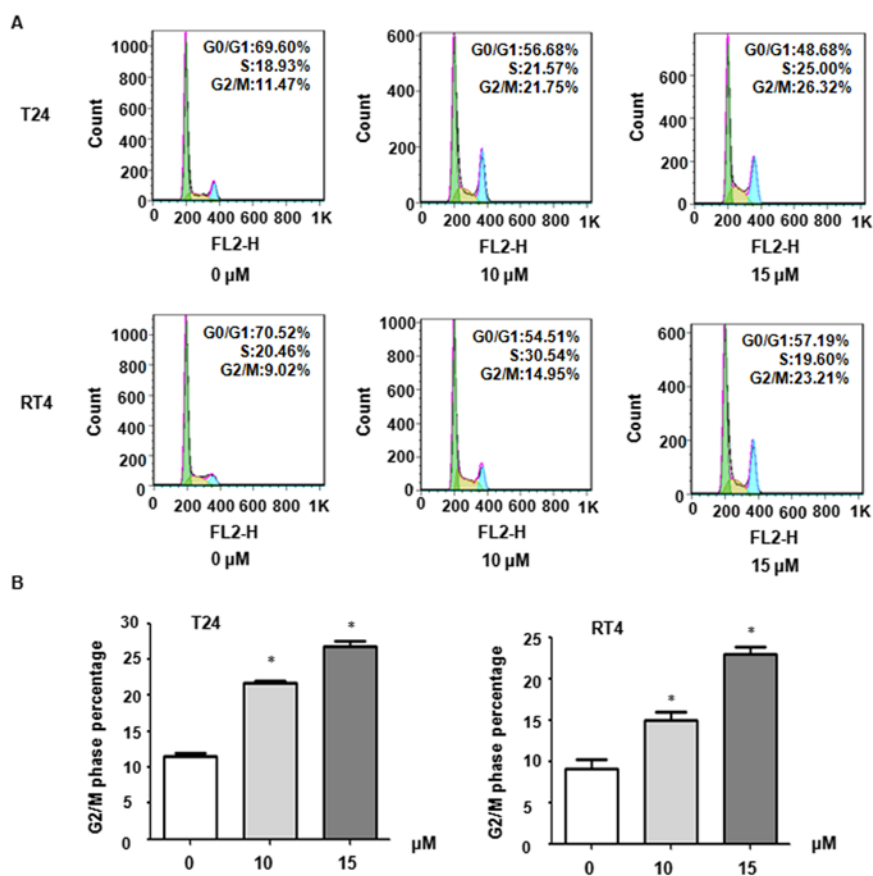 A
T24
G0/G1:69.60%
S:18.93%
G2/M:11.47%
Count
1000
800
600
400
200
0
0 200 400 600 800 1K
FL2-H
0 µM
G0/G1:56.68%
S:21.57%
G2/M:21.75%
Count
600
400
200
0
0 200 400 600 800 1K
FL2-H
10 µM
G0/G1:48.68%
S:25.00%
G2/M:26.32%
Count
600
400
200
0
0 200 400 600 800 1K
FL2-H
15 µM
RT4
G0/G1:70.52%
S:20.46%
G2/M:9.02%
Count
1000
800
600
400
200
0
0 200 400 600 800 1K
FL2-H
0 µM
G0/G1:54.51%
S:30.54%
G2/M:14.95%
Count
1000
800
600
400
200
0
0 200 400 600 800 1K
FL2-H
10 µM
G0/G1:57.19%
S:19.60%
G2/M:23.21%
Count
600
400
200
0
0 200 400 600 800 1K
FL2-H
15 µM
B
T24
G2/M phase percentage
30
25
20
15
10
5
0
*
*
0 10 15
µM
RT4
G2/M phase percentage
25
20
15
10
5
0
*
*
0 10 15
µM